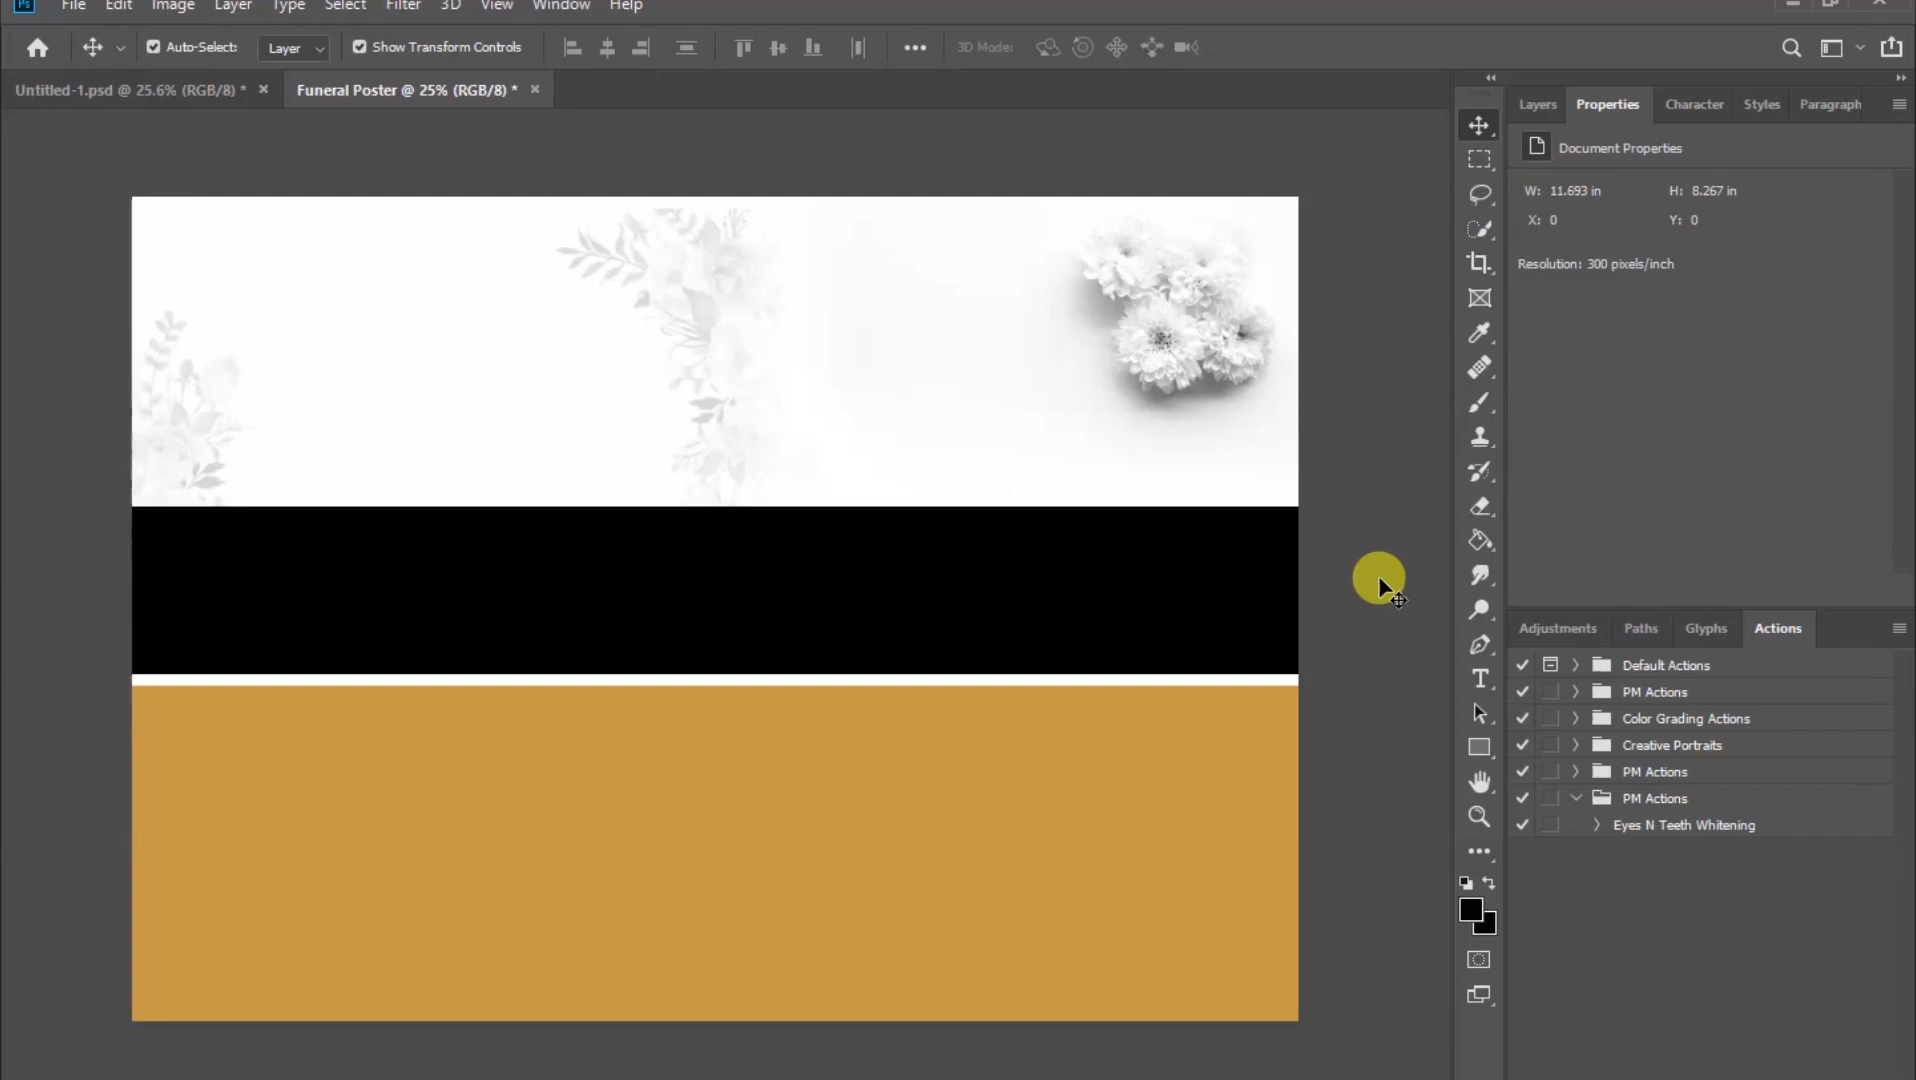 Ps File Edit Image Layer Type Select Filter 3D View Window Help
Auto-Select: Layer Show Transform Controls 3D Mode:
Untitled-1.psd @ 25.6% (RGB/8) * Funeral Poster @ 25% (RGB/8) *
Layers Properties Character Styles Paragraph
Document Properties
W: 11.693 in H: 8.267 in
X: 0 Y: 0
Resolution: 300 pixels/inch
Adjustments Paths Glyphs Actions
Default Actions
PM Actions
Color Grading Actions
Creative Portraits
PM Actions
PM Actions
Eyes N Teeth Whitening